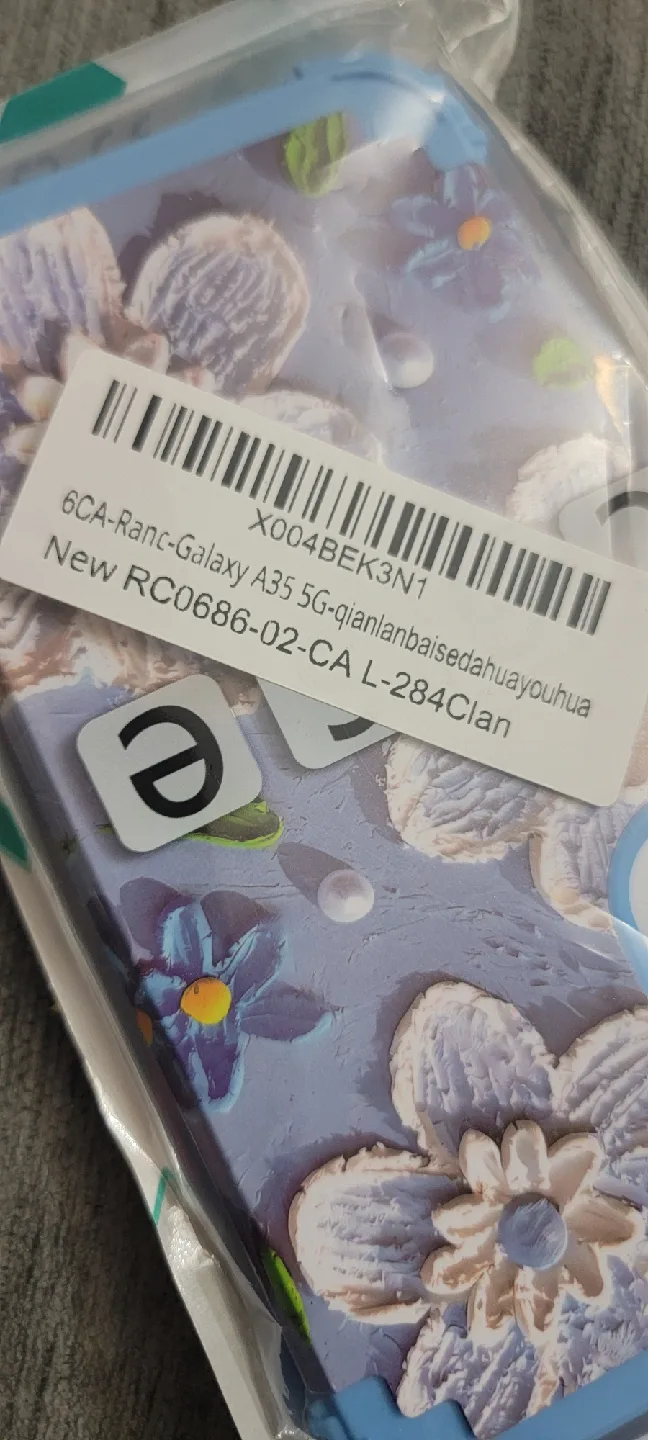 X004BEK3N1
6CA-Ranc-Galaxy A35 5G-qianlanbaisedahuayouhua
New RC0686-02-CA L-284Clan
e